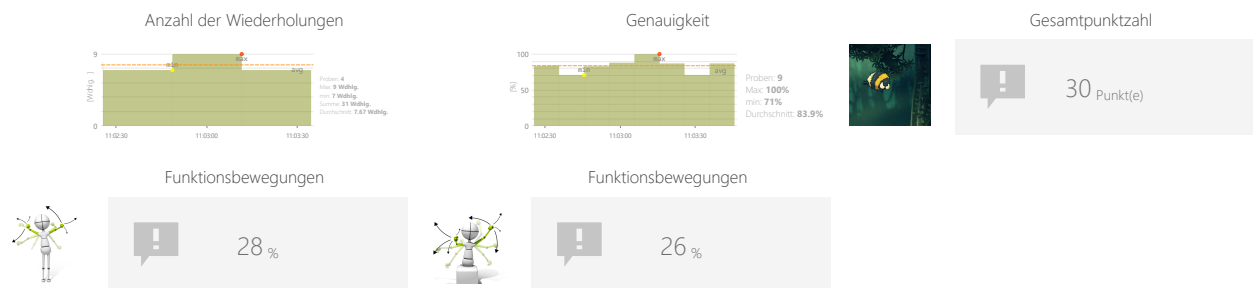 Anzahl der Wiederholungen
9
min
max
avg
[Wdhlg. ]
0
11:02:30
11:03:00
11:03:30
Proben: 4
Max: 9 Wdhlg.
min: 7 Wdhlg.
Summe 31 Wdhlg.
Durchschnitt: 7.67 Wdhlg.
Genauigkeit
100
min
max
avg
[%]
50
0
11:02:30
11:03:00
11:03:30
Proben: 9
Max: 100%
min: 71%
Durchschnitt: 83.9%
Gesamtpunktzahl
30 Punkt(e)
Funktionsbewegungen
28 %
Funktionsbewegungen
26 %